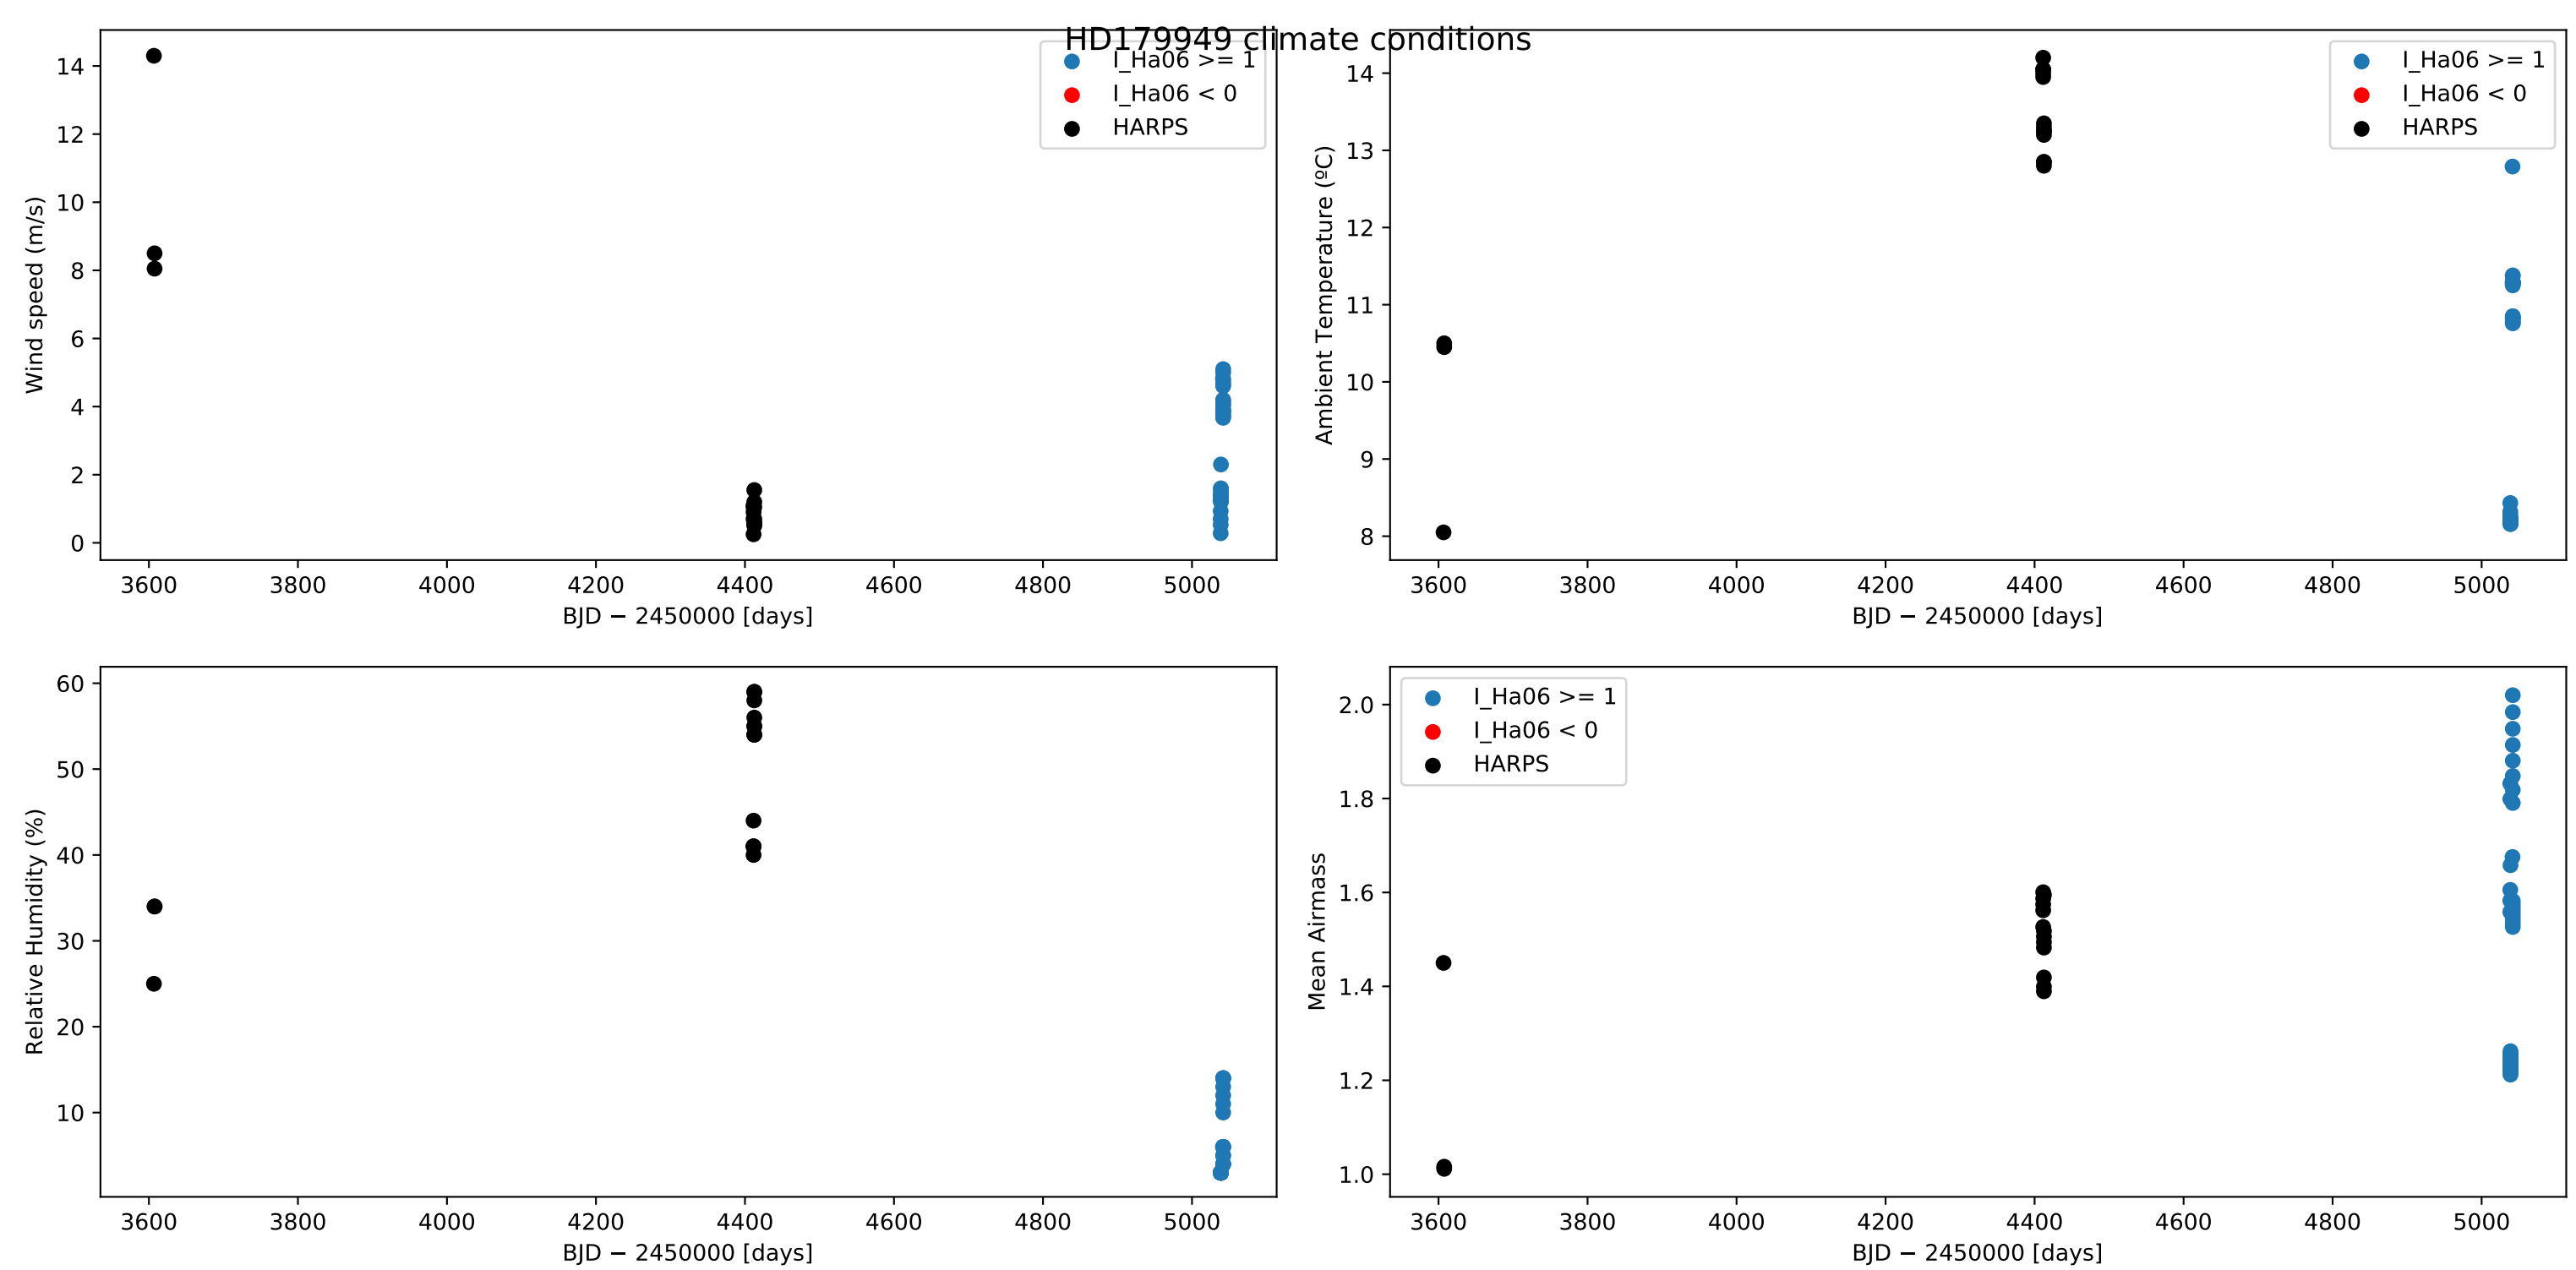 HD179949 climate conditions
I_Ha06 >= 1
I_Ha06 < 0
HARPS
14
12
10
8
6
4
2
0
Wind speed (m/s)
3600 3800 4000 4200 4400 4600 4800 5000
BJD − 2450000 [days]
I_Ha06 >= 1
I_Ha06 < 0
HARPS
14
13
12
11
10
9
8
Ambient Temperature (ºC)
3600 3800 4000 4200 4400 4600 4800 5000
BJD − 2450000 [days]
60
50
40
30
20
10
Relative Humidity (%)
3600 3800 4000 4200 4400 4600 4800 5000
BJD − 2450000 [days]
I_Ha06 >= 1
I_Ha06 < 0
HARPS
2.0
1.8
1.6
1.4
1.2
1.0
Mean Airmass
3600 3800 4000 4200 4400 4600 4800 5000
BJD − 2450000 [days]